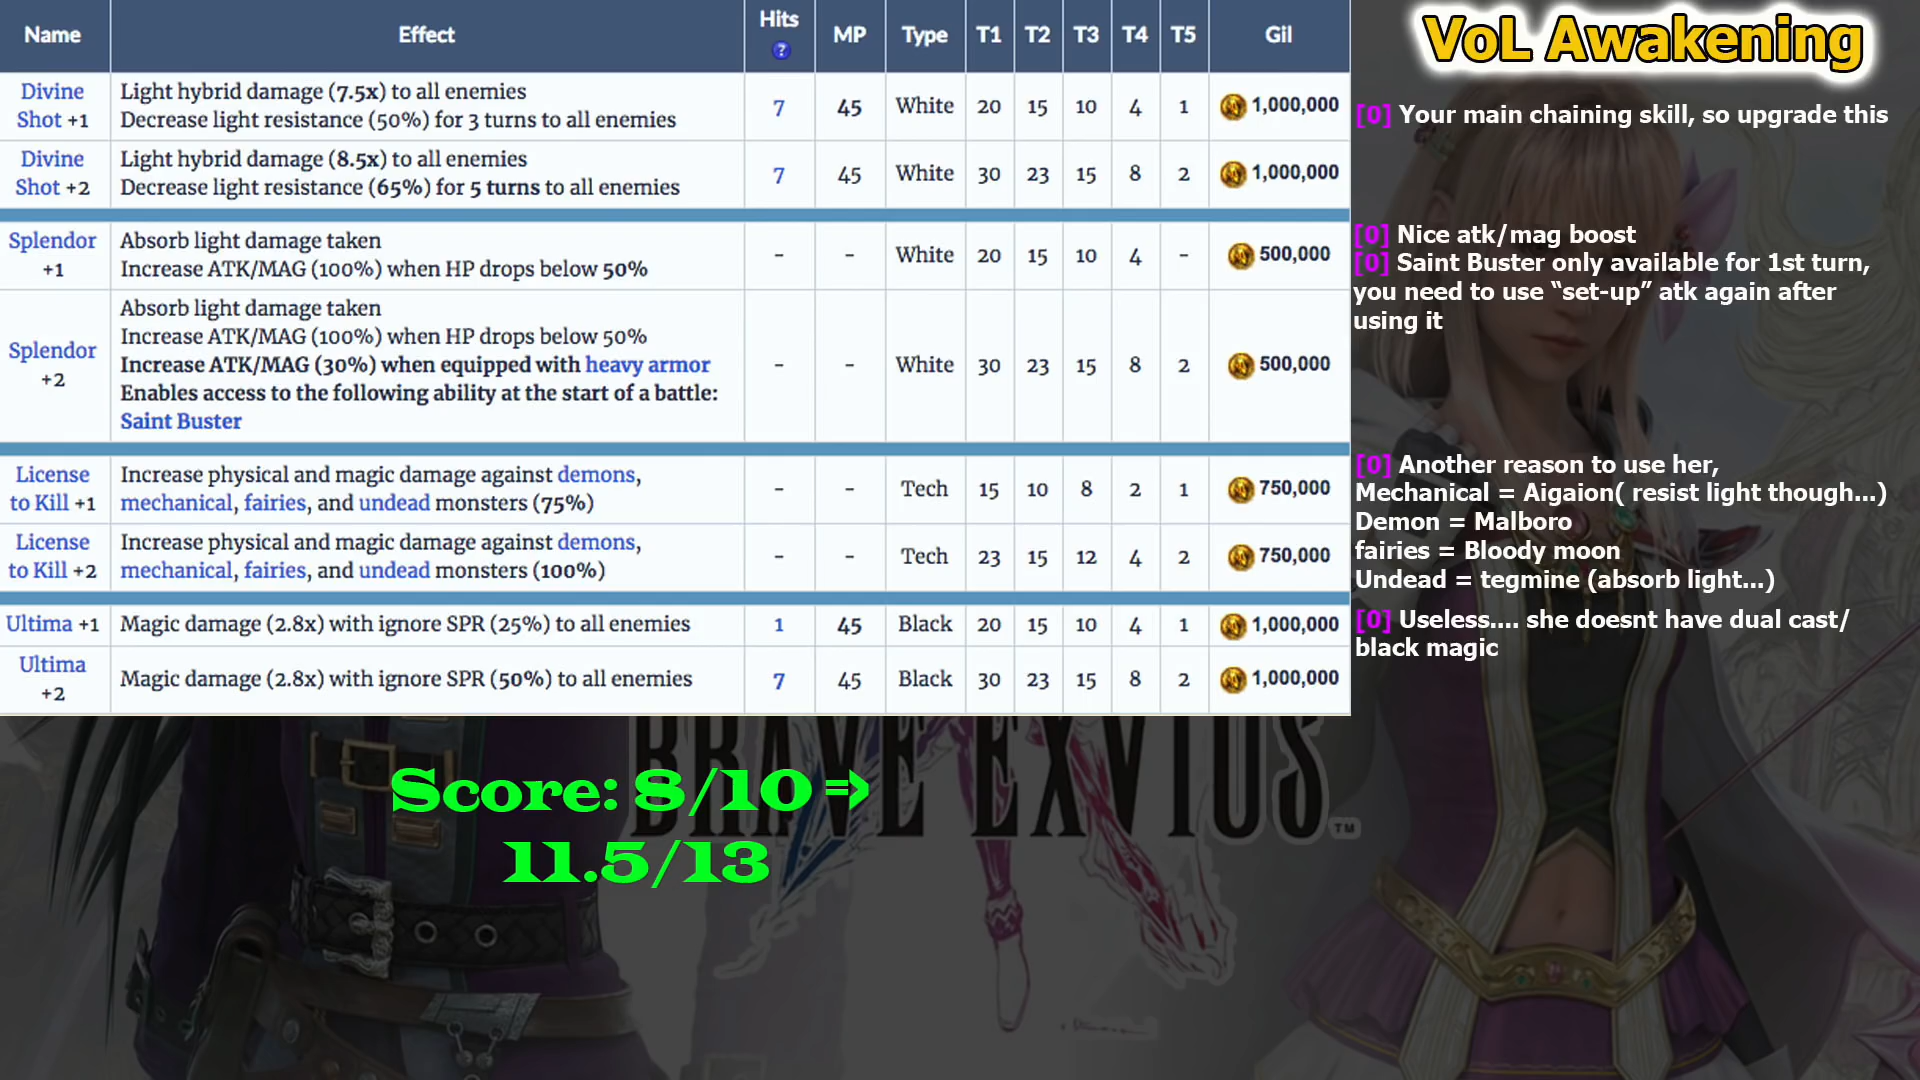 Name Effect Hits ? MP Type T1 T2 T3 T4 T5 Gil
Divine Shot +1
Light hybrid damage (7.5x) to all enemies
Decrease light resistance (50%) for 3 turns to all enemies
7 45 White 20 15 10 4 1 1,000,000
Divine Shot +2
Light hybrid damage (8.5x) to all enemies
Decrease light resistance (65%) for 5 turns to all enemies
7 45 White 30 23 15 8 2 1,000,000
Splendor +1
Absorb light damage taken
Increase ATK/MAG (100%) when HP drops below 50%
- - White 20 15 10 4 - 500,000
Splendor +2
Absorb light damage taken
Increase ATK/MAG (100%) when HP drops below 50%
Increase ATK/MAG (30%) when equipped with heavy armor
Enables access to the following ability at the start of a battle:
Saint Buster
- - White 30 23 15 8 2 500,000
License to Kill +1
Increase physical and magic damage against demons,
mechanical, fairies, and undead monsters (75%)
- - Tech 15 10 8 2 1 750,000
License to Kill +2
Increase physical and magic damage against demons,
mechanical, fairies, and undead monsters (100%)
- - Tech 23 15 12 4 2 750,000
Ultima +1 Magic damage (2.8x) with ignore SPR (25%) to all enemies 1 45 Black 20 15 10 4 1 1,000,000
Ultima +2
Magic damage (2.8x) with ignore SPR (50%) to all enemies 7 45 Black 30 23 15 8 2 1,000,000
VoL Awakening
[0] Your main chaining skill, so upgrade this
[0] Nice atk/mag boost
[0] Saint Buster only available for 1st turn,
you need to use “set-up” atk again after
using it
[0] Another reason to use her,
Mechanical = Aigaion( resist light though...)
Demon = Malboro
fairies = Bloody moon
Undead = tegmine (absorb light...)
[0] Useless.... she doesnt have dual cast/
black magic
BRAVE EXVIUS TM
Score: 8/10 =>
11.5/13